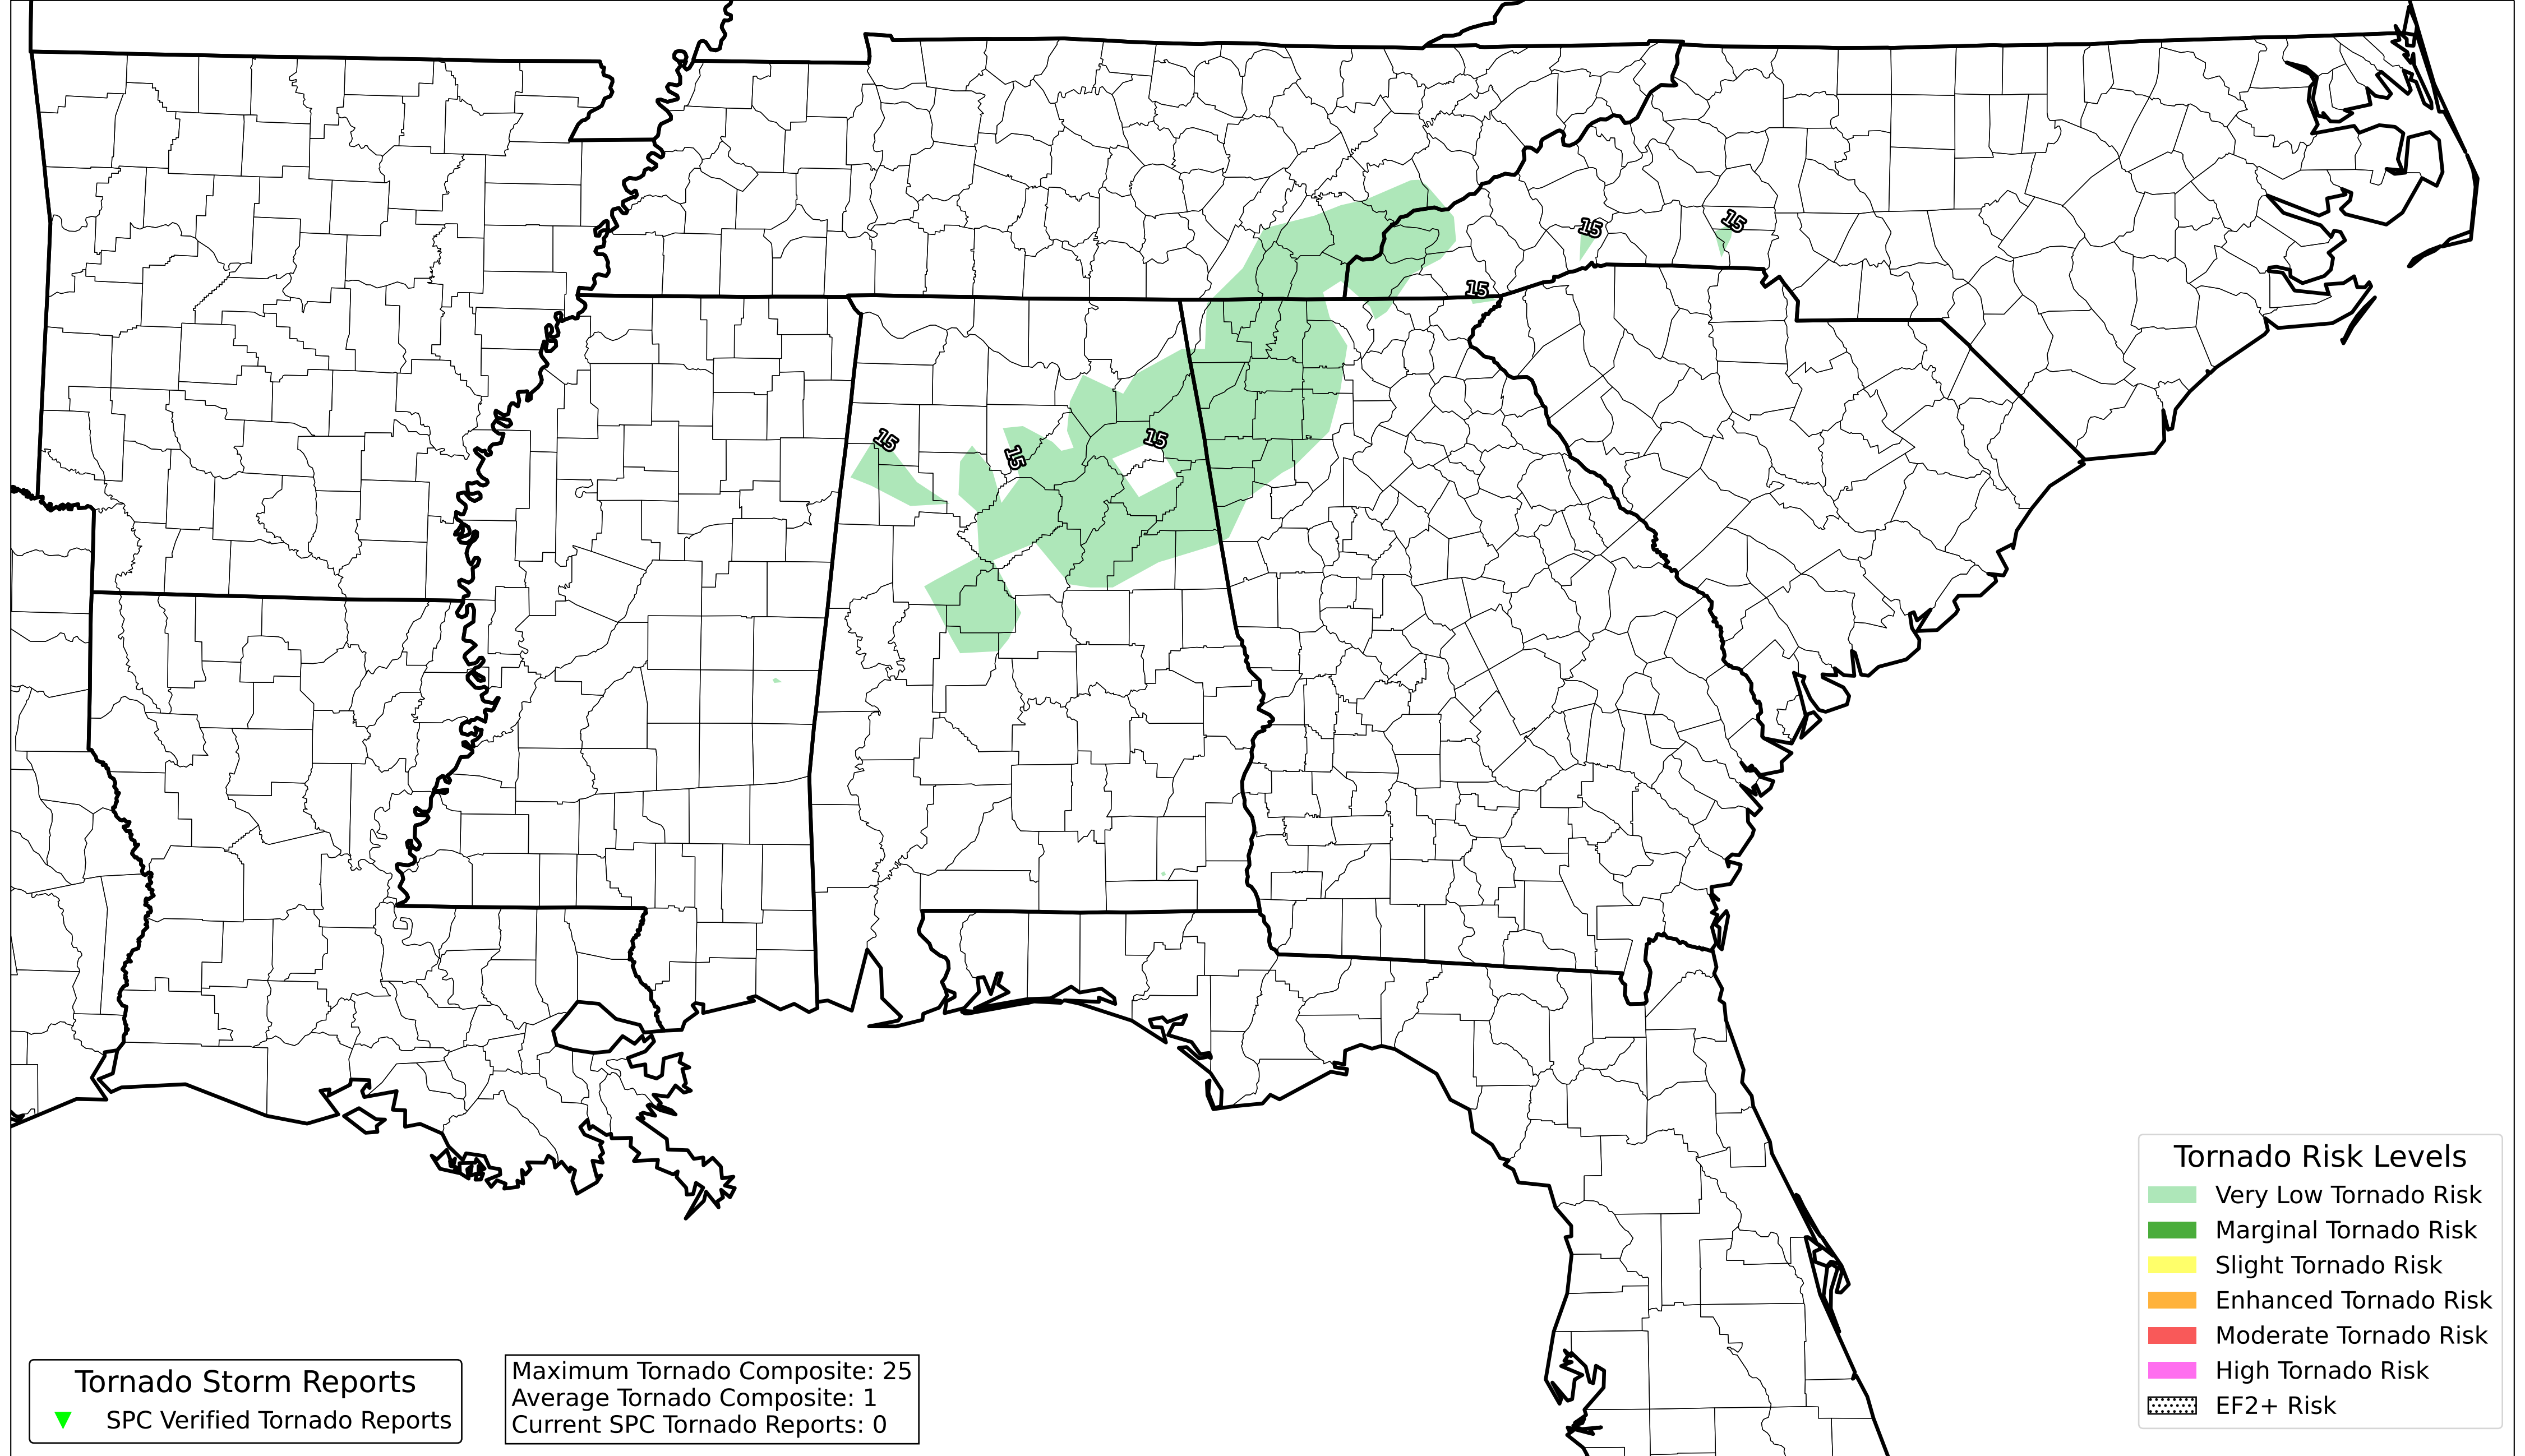 15
15
15
15
15
15
Tornado Storm Reports
SPC Verified Tornado Reports
Maximum Tornado Composite: 25
Average Tornado Composite: 1
Current SPC Tornado Reports: 0
Tornado Risk Levels
Very Low Tornado Risk
Marginal Tornado Risk
Slight Tornado Risk
Enhanced Tornado Risk
Moderate Tornado Risk
High Tornado Risk
EF2+ Risk